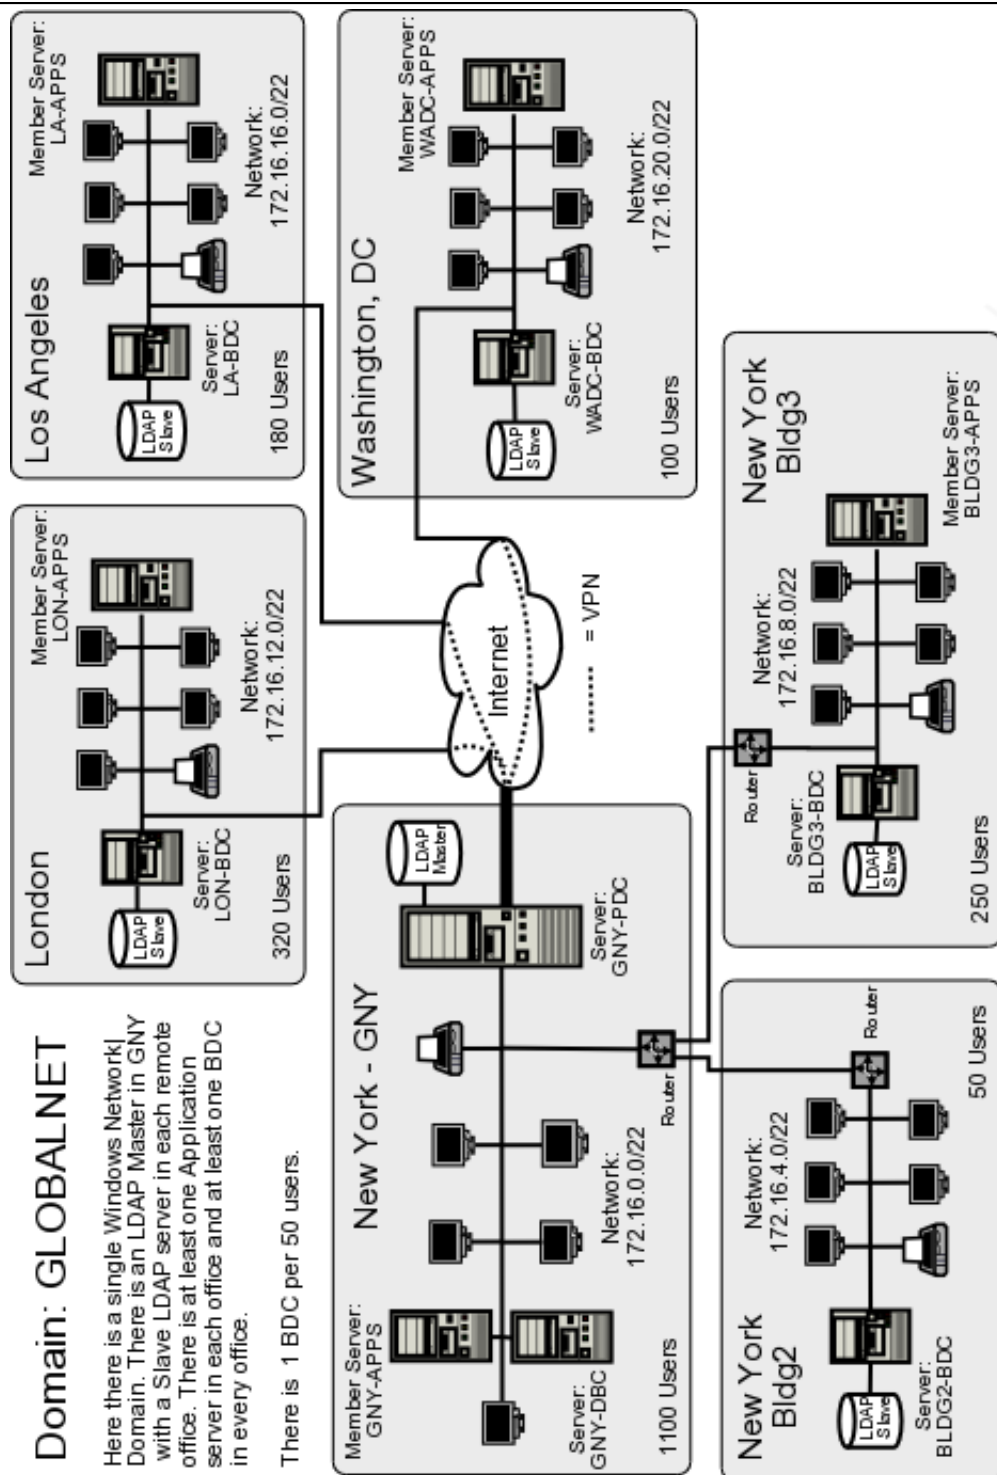 Domain: GLOBALNET
Here there is a single Windows Network|
Domain. There is an LDAP Master in GNY
with a Slave LDAP server in each remote
office. There is at least one Application
server in each office and at least one BDC
in every office.
There is 1 BDC per 50 users.
London
Member Server:
LON-APPS
LDAP
Slave
Server:
LON-BDC
Network:
172.16.12.0/22
320 Users
Los Angeles
Member Server:
LA-APPS
LDAP
Slave
Server:
LA-BDC
Network:
172.16.16.0/22
180 Users
New York - GNY
Member Server:
GNY-APPS
LDAP
Master
Server:
GNY-PDC
Server:
GNY-DBC
Network:
172.16.0.0/22
Router
1100 Users
Internet
= VPN
Washington, DC
Member Server:
WADC-APPS
LDAP
Slave
Server:
WADC-BDC
Network:
172.16.20.0/22
100 Users
New York
Bldg2
Network:
172.16.4.0/22
LDAP
Slave
Server:
BLDG2-BDC
Router
50 Users
New York
Bldg3
Router
Network:
172.16.8.0/22
Server:
BLDG3-BDC
LDAP
Slave
Member Server:
BLDG3-APPS
250 Users